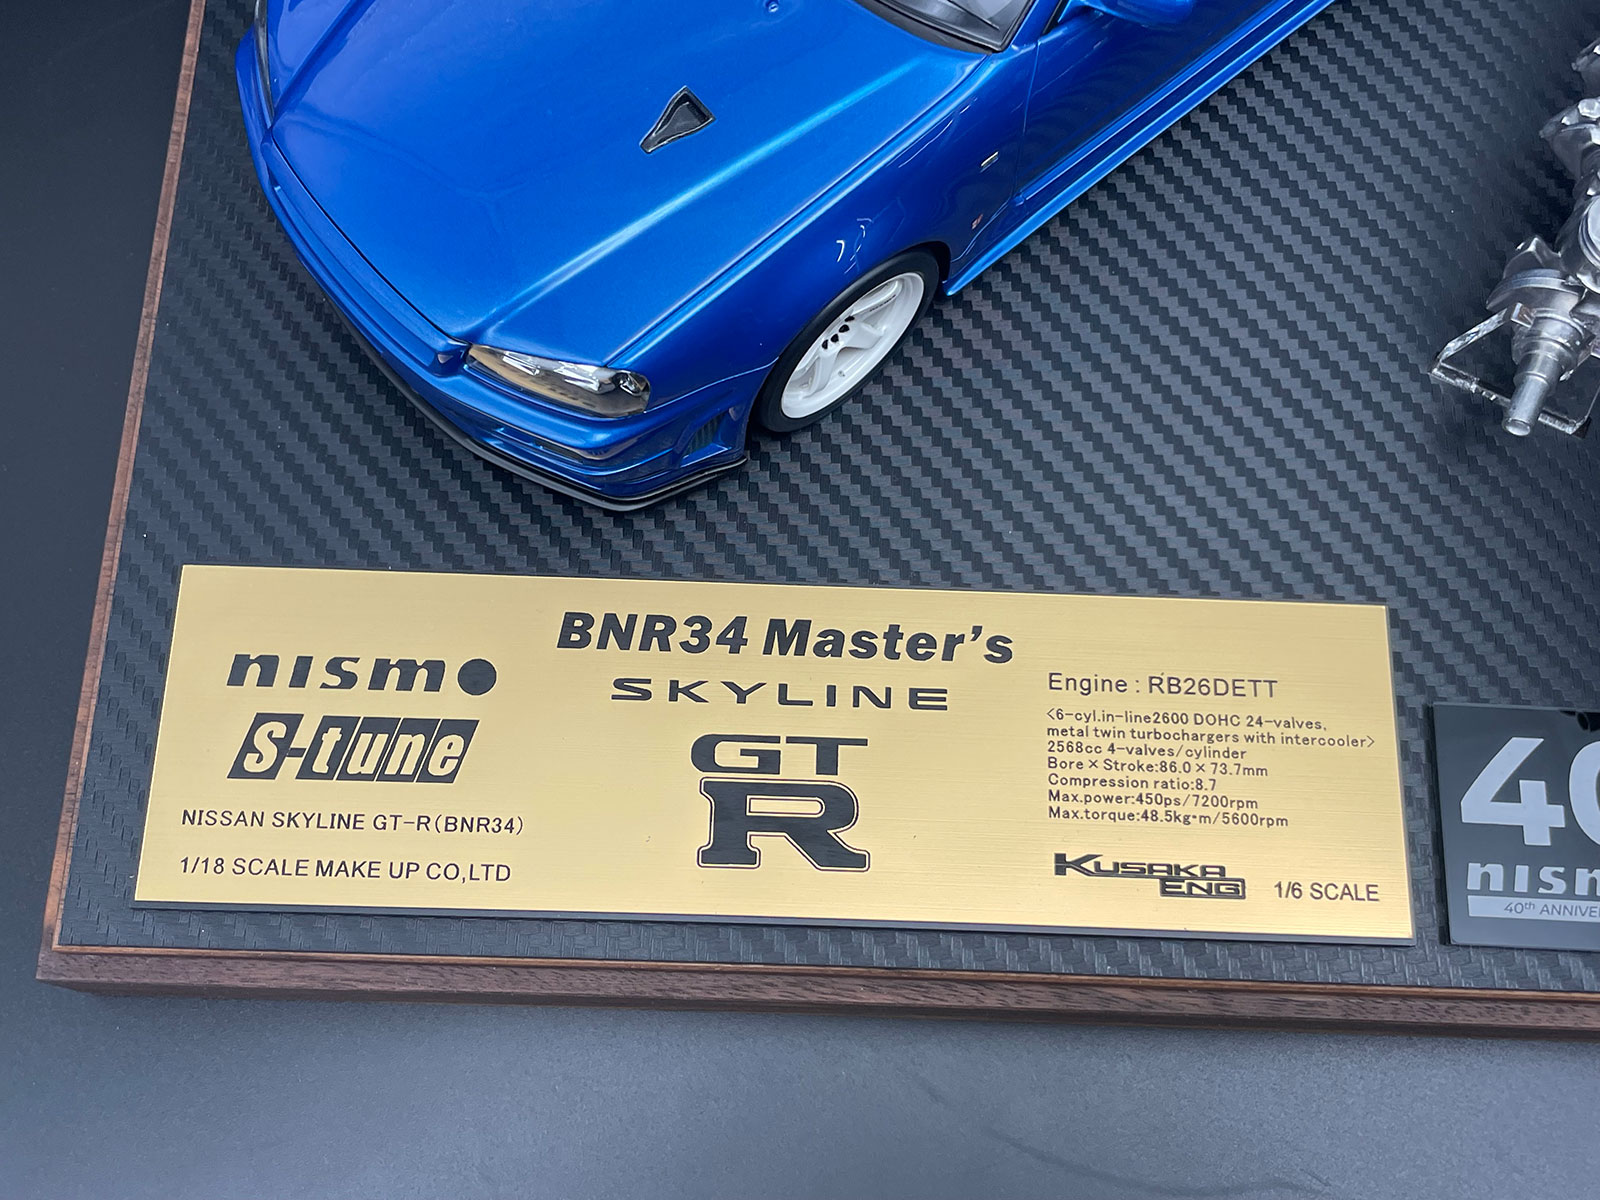 BNR34 Master's
SKYLINE
GT
R
nismo
S-tune
NISSAN SKYLINE GT-R(BNR34)
1/18 SCALE MAKE UP CO,LTD
Engine : RB26DETT
<6-cyl.in-line2600 DOHC 24-valves,
metal twin turbochargers with intercooler>
2568cc 4-valves/cylinder
Bore × Stroke:86.0 × 73.7mm
Compression ratio:8.7
Max.power:450ps/7200rpm
Max.torque:48.5kg・m/5600rpm
KUSAKA
ENG
1/6 SCALE
40
nism
40th ANNIVE